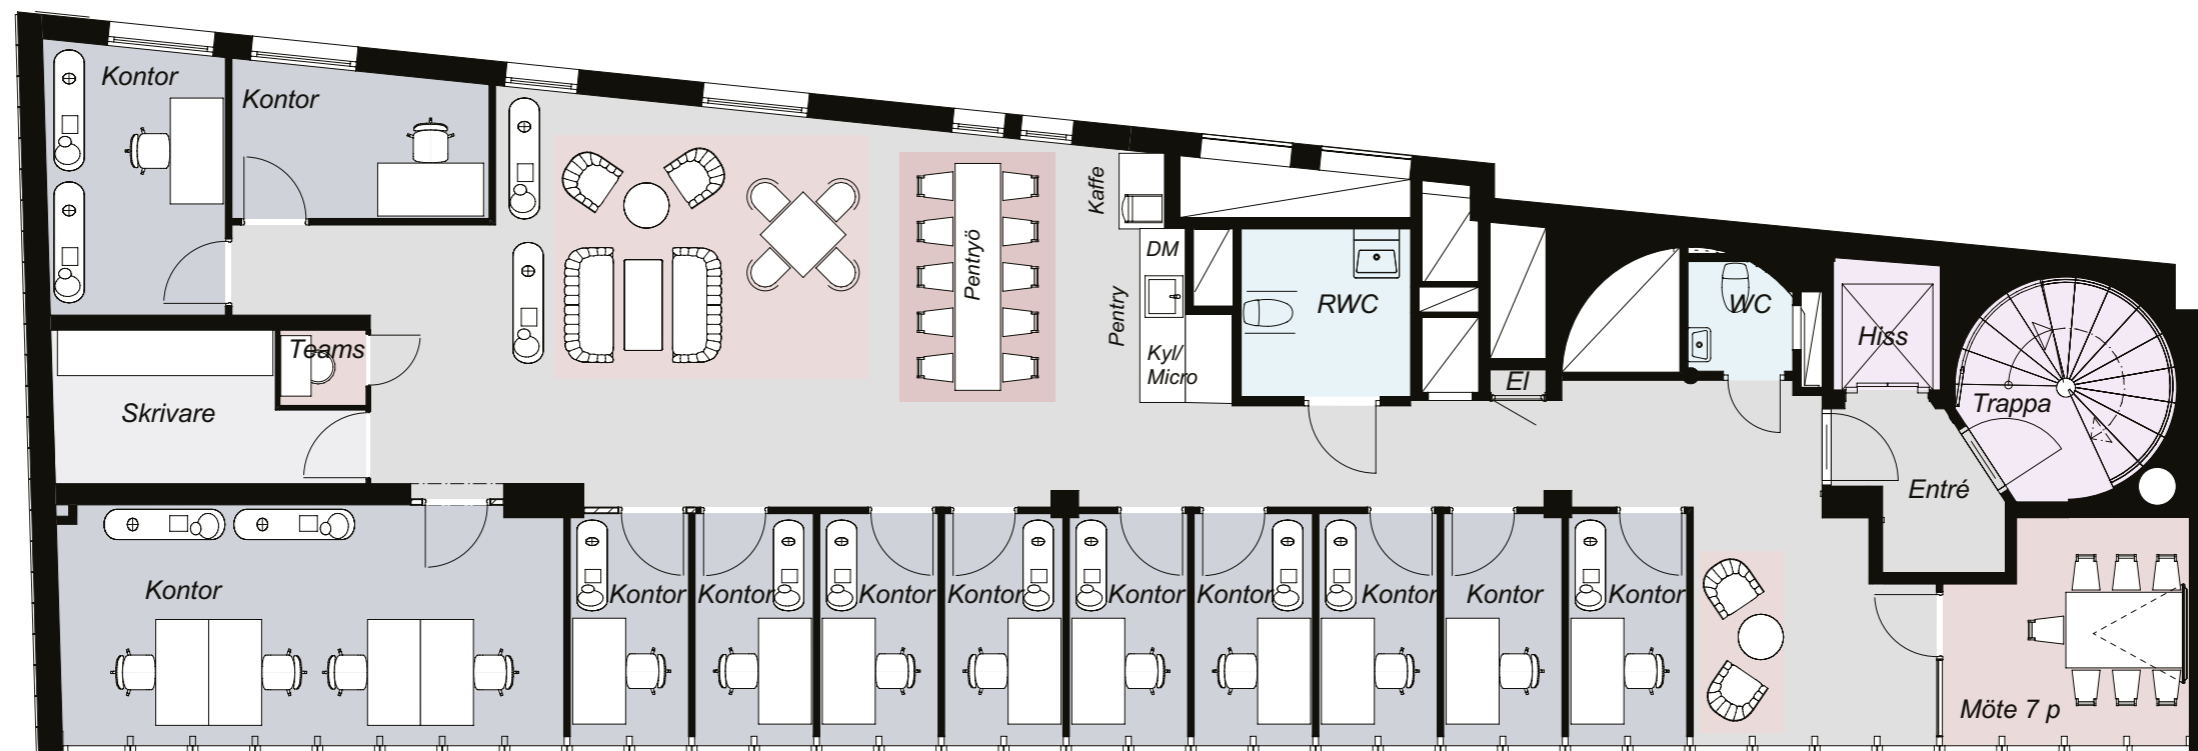 Kontor
Kontor
Kaffe
DM
Pentryö
Pentry
RWC
WC
Hiss
Kyl/
Micro
Teams
El
Trappa
Skrivare
Entré
Kontor
Kontor
Kontor
Kontor
Kontor
Kontor
Kontor
Kontor
Kontor
Kontor
Möte 7 p